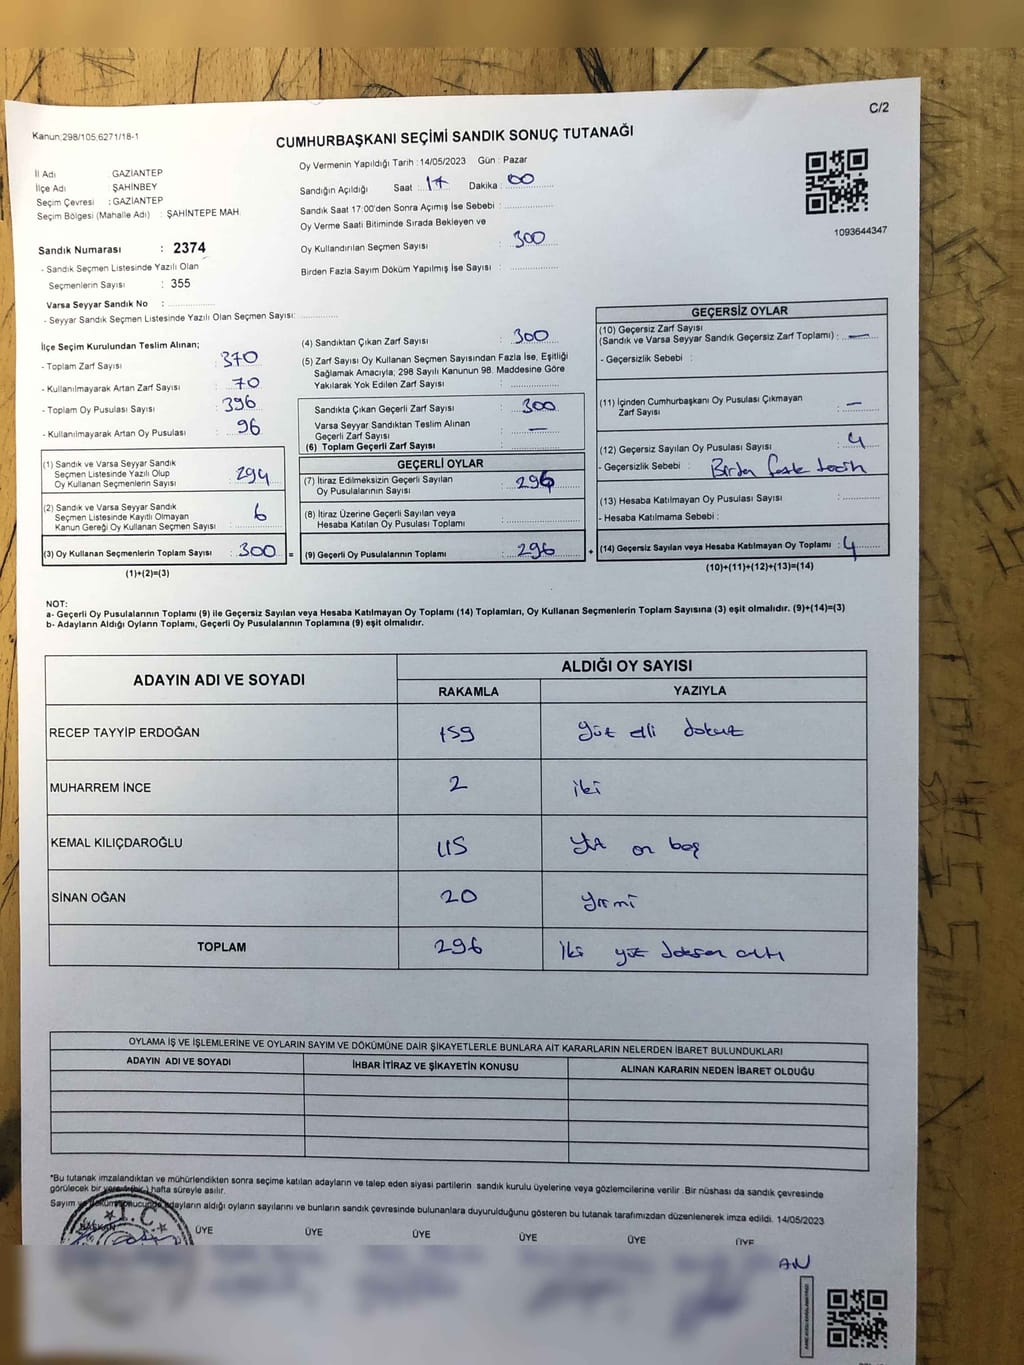 C/2
Kanun:298/105,6271/18-1
CUMHURBAŞKANI SEÇİMİ SANDIK SONUÇ TUTANAĞI
İl Adı : GAZİANTEP
İlçe Adı : ŞAHİNBEY
Seçim Çevresi : GAZİANTEP
Seçim Bölgesi (Mahalle Adı) : ŞAHİNTEPE MAH.
Sandık Numarası : 2374
- Sandık Seçmen Listesinde Yazılı Olan
Seçmenlerin Sayısı : 355
Varsa Seyyar Sandık No :
- Seyyar Sandık Seçmen Listesinde Yazılı Olan Seçmen Sayısı:
Oy Vermenin Yapıldığı Tarih : 14/05/2023 Gün : Pazar
Sandığın Açıldığı Saat : 17 Dakika : 00
Sandık Saat 17:00'den Sonra Açımış İse Sebebi :
Oy Verme Saati Bitiminde Sırada Bekleyen ve
Oy Kullandırılan Seçmen Sayısı : 300
Birden Fazla Sayım Döküm Yapılmış İse Sayısı :
1093644347
İlçe Seçim Kurulundan Teslim Alınan;
- Toplam Zarf Sayısı : 370
- Kullanılmayarak Artan Zarf Sayısı : 70
- Toplam Oy Pusulası Sayısı : 396
- Kullanılmayarak Artan Oy Pusulası : 96
(1) Sandık ve Varsa Seyyar Sandık
Seçmen Listesinde Yazılı Olup
Oy Kullanan Seçmenlerin Sayısı : 294
(2) Sandık ve Varsa Seyyar Sandık
Seçmen Listesinde Kayıtlı Olmayan
Kanun Gereği Oy Kullanan Seçmen Sayısı : 6
(3) Oy Kullanan Seçmenlerin Toplam Sayısı : 300 =
(1)+(2)=(3)
(4) Sandıktan Çıkan Zarf Sayısı : 300
(5) Zarf Sayısı Oy Kullanan Seçmen Sayısından Fazla İse, Eşitliği
Sağlamak Amacıyla; 298 Sayılı Kanunun 98. Maddesine Göre
Yakılarak Yok Edilen Zarf Sayısı :
Sandıkta Çıkan Geçerli Zarf Sayısı : 300
Varsa Seyyar Sandıktan Teslim Alınan
Geçerli Zarf Sayısı : —
(6) Toplam Geçerli Zarf Sayısı :
GEÇERLİ OYLAR
(7) İtiraz Edilmeksizin Geçerli Sayılan
Oy Pusulalarının Sayısı : 296
(8) İtiraz Üzerine Geçerli Sayılan veya
Hesaba Katılan Oy Pusulası Toplamı :
(9) Geçerli Oy Pusulalarının Toplamı : 296 +
GEÇERSİZ OYLAR
(10) Geçersiz Zarf Sayısı
(Sandık ve Varsa Seyyar Sandık Geçersiz Zarf Toplamı) : —
- Geçersizlik Sebebi :
(11) İçinden Cumhurbaşkanı Oy Pusulası Çıkmayan
Zarf Sayısı : —
(12) Geçersiz Sayılan Oy Pusulası Sayısı : 4
- Geçersizlik Sebebi : Birden fazla tercih
(13) Hesaba Katılmayan Oy Pusulası Sayısı :
- Hesaba Katılmama Sebebi :
(14) Geçersiz Sayılan veya Hesaba Katılmayan Oy Toplamı : 4
(10)+(11)+(12)+(13)=(14)
NOT:
a- Geçerli Oy Pusulalarının Toplamı (9) ile Geçersiz Sayılan veya Hesaba Katılmayan Oy Toplamı (14) Toplamları, Oy Kullanan Seçmenlerin Toplam Sayısına (3) eşit olmalıdır. (9)+(14)=(3)
b- Adayların Aldığı Oyların Toplamı, Geçerli Oy Pusulalarının Toplamına (9) eşit olmalıdır.
ADAYIN ADI VE SOYADI ALDIĞI OY SAYISI
RAKAMLA YAZIYLA
RECEP TAYYİP ERDOĞAN 159 yüz elli dokuz
MUHARREM İNCE 2 iki
KEMAL KILIÇDAROĞLU 115 yüz on beş
SİNAN OĞAN 20 yirmi
TOPLAM 296 iki yüz doksan altı
OYLAMA İŞ VE İŞLEMLERİNE VE OYLARIN SAYIM VE DÖKÜMÜNE DAİR ŞİKAYETLERLE BUNLARA AİT KARARLARIN NELERDEN İBARET BULUNDUKLARI
ADAYIN ADI VE SOYADI İHBAR İTİRAZ VE ŞİKAYETİN KONUSU ALINAN KARARIN NEDEN İBARET OLDUĞU
*Bu tutanak imzalandıktan ve mühürlendikten sonra seçime katılan adayların ve talep eden siyasi partilerin sandık kurulu üyelerine veya gözlemcilerine verilir. Bir nüshası da sandık çevresinde
görülecek bir yere 1 (bir) hafta süreyle asılır.
Sayım ve döküm sonucunda adayların aldığı oyların sayılarını ve bunların sandık çevresinde bulunanlara duyurulduğunu gösteren bu tutanak tarafımızdan düzenlenerek imza edildi. 14/05/2023
T.C.
BAŞKAN ÜYE ÜYE ÜYE ÜYE ÜYE ÜYE
AN